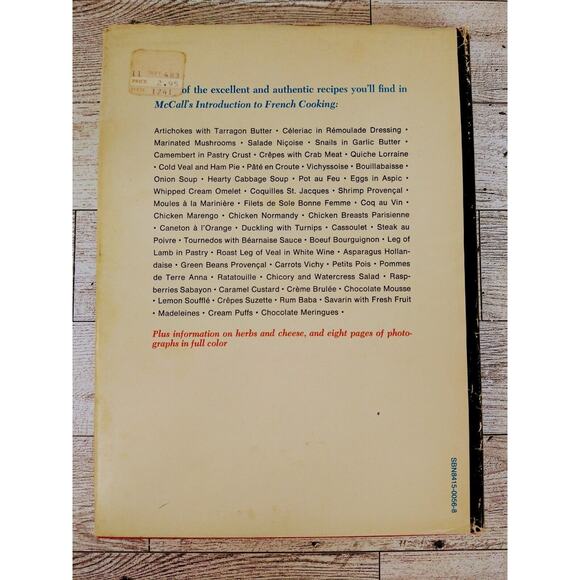 11
PRICE 2.95
1241
of the excellent and authentic recipes you'll find in
McCall's Introduction to French Cooking:
Artichokes with Tarragon Butter • Céleriac in Rémoulade Dressing •
Marinated Mushrooms • Salade Niçoise • Snails in Garlic Butter •
Camembert in Pastry Crust • Crêpes with Crab Meat • Quiche Lorraine
• Cold Veal and Ham Pie • Pâté en Croute • Vichyssoise • Bouillabaisse •
Onion Soup • Hearty Cabbage Soup • Pot au Feu • Eggs in Aspic •
Whipped Cream Omelet • Coquilles St. Jacques • Shrimp Provençal •
Moules à la Marinière • Filets de Sole Bonne Femme • Coq au Vin •
Chicken Marengo • Chicken Normandy • Chicken Breasts Parisienne
• Caneton à l'Orange • Duckling with Turnips • Cassoulet • Steak au
Poivre • Tournedos with Béarnaise Sauce • Boeuf Bourguignon • Leg of
Lamb in Pastry • Roast Leg of Veal in White Wine • Asparagus Hollan-
daise • Green Beans Provençal • Carrots Vichy • Petits Pois • Pommes
de Terre Anna • Ratatouille • Chicory and Watercress Salad • Rasp-
berries Sabayon • Caramel Custard • Crème Brulée • Chocolate Mousse
• Lemon Soufflé • Crêpes Suzette • Rum Baba • Savarin with Fresh Fruit
• Madeleines • Cream Puffs • Chocolate Meringues •
Plus information on herbs and cheese, and eight pages of photo-
graphs in full color
SBN8415-0056-8